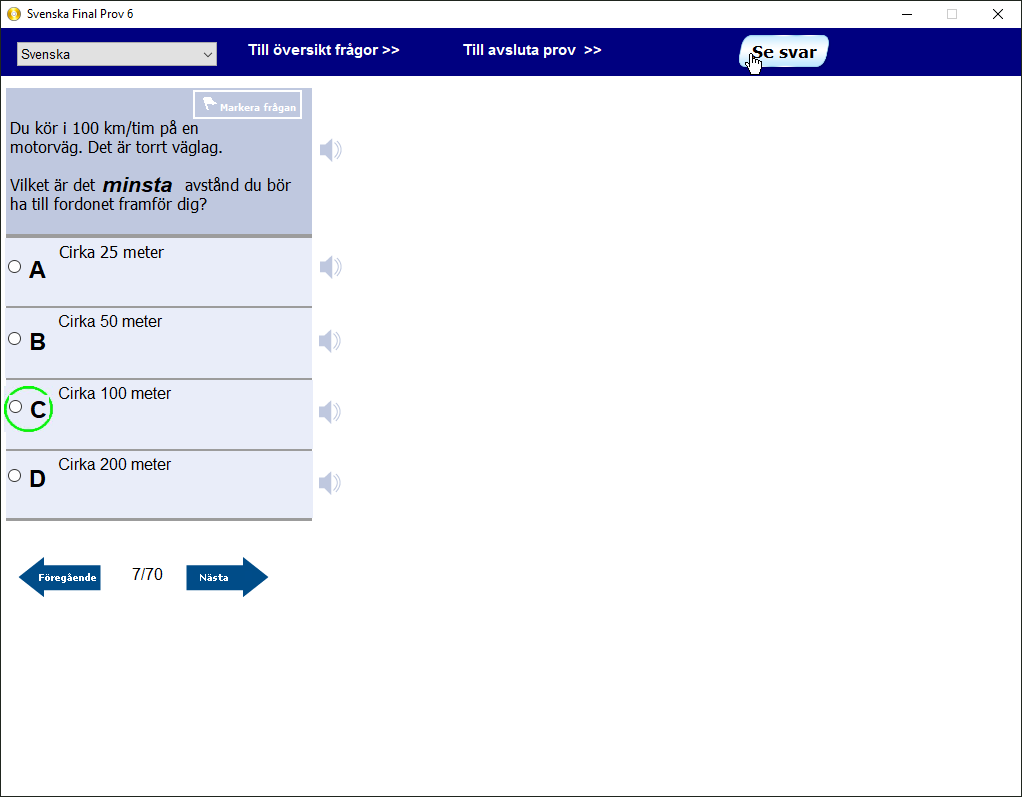 Svenska Final Prov 6
Svenska
Till översikt frågor >>
Till avsluta prov >>
Se svar
Markera frågan
Du kör i 100 km/tim på en
motorväg. Det är torrt väglag.
Vilket är det minsta avstånd du bör
ha till fordonet framför dig?
Cirka 25 meter
A
Cirka 50 meter
B
Cirka 100 meter
C
Cirka 200 meter
D
Föregående
7/70
Nästa